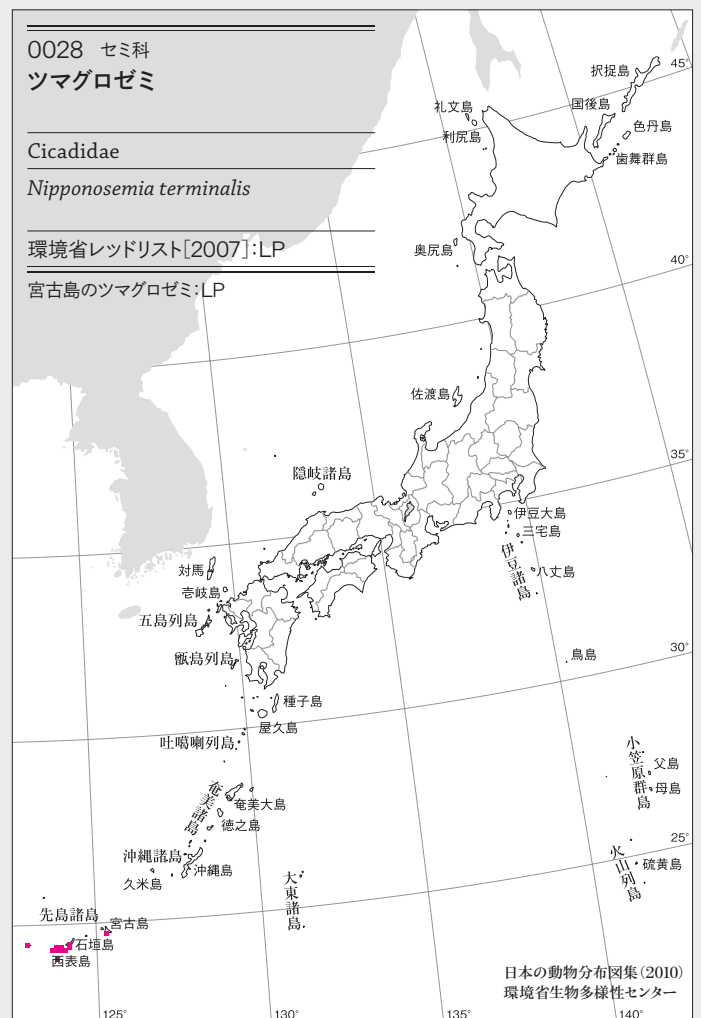 0028 セミ科
ツマグロゼミ
Cicadidae
Nipponosemia terminalis
環境省レッドリスト[2007]:LP
宮古島のツマグロゼミ:LP
択捉島
45°
礼文島
国後島
利尻島
色丹島
歯舞群島
奥尻島
40°
佐渡島
35°
隠岐諸島
伊豆大島
三宅島
伊豆諸島
八丈島
対馬
壱岐島
五島列島
甑島列島
鳥島
30°
種子島
屋久島
吐噶喇列島
小笠原群島
父島
母島
奄美諸島
奄美大島
徳之島
25°
沖縄諸島
沖縄島
久米島
火山列島
硫黄島
大東諸島
先島諸島
宮古島
石垣島
西表島
日本の動物分布図集(2010)
環境省生物多様性センター
125°
130°
135°
140°